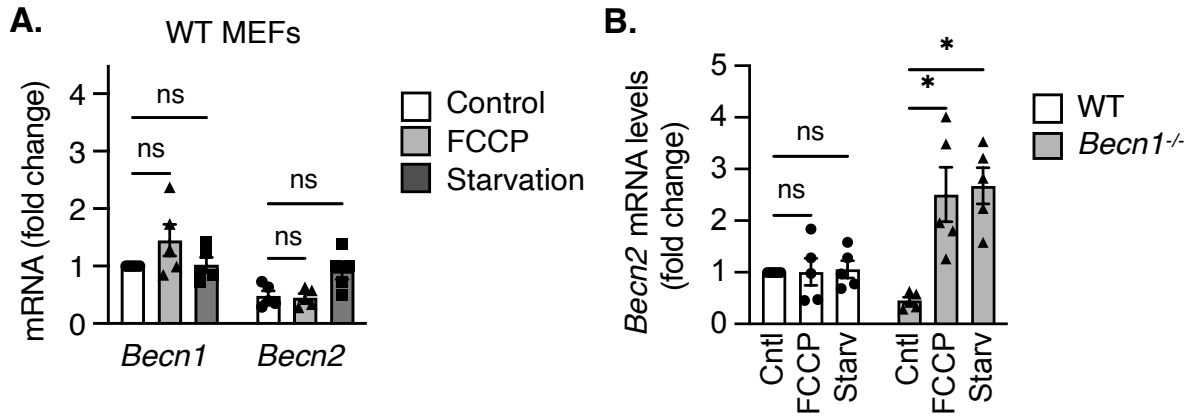 A.
WT MEFs
mRNA (fold change)
4
3
2
1
0
ns
ns
ns
ns
Becn1
Becn2
Control
FCCP
Starvation
B.
Becn2 mRNA levels
(fold change)
5
4
3
2
1
0
ns
ns
*
*
Cntl
FCCP
Starv
Cntl
FCCP
Starv
WT
Becn1-/-